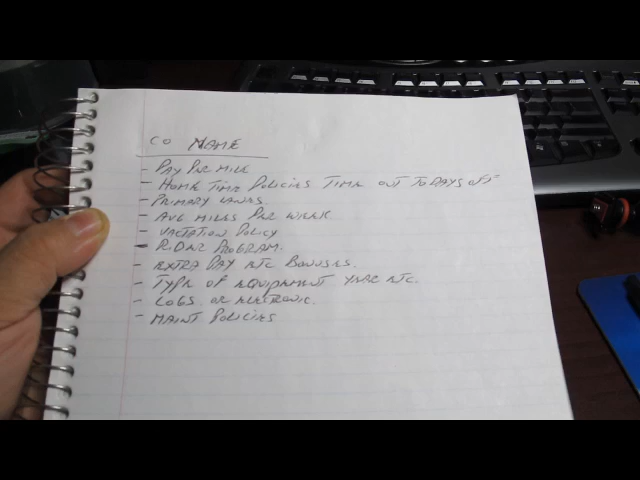 CO NAME
- PAY PER MILE
- HOME TIME POLICIES TIME OUT TO DAYS OFF
- PRIMARY LANES.
- AVG MILES PER WEEK
- VACTATION POLICY
- RIDER PROGRAM.
- EXTRA PAY ETC BONUSES.
- TYPE OF EQUIPMENT YEAR ETC.
- LOGS OR ELECTRONIC.
- MAINT POLICIES